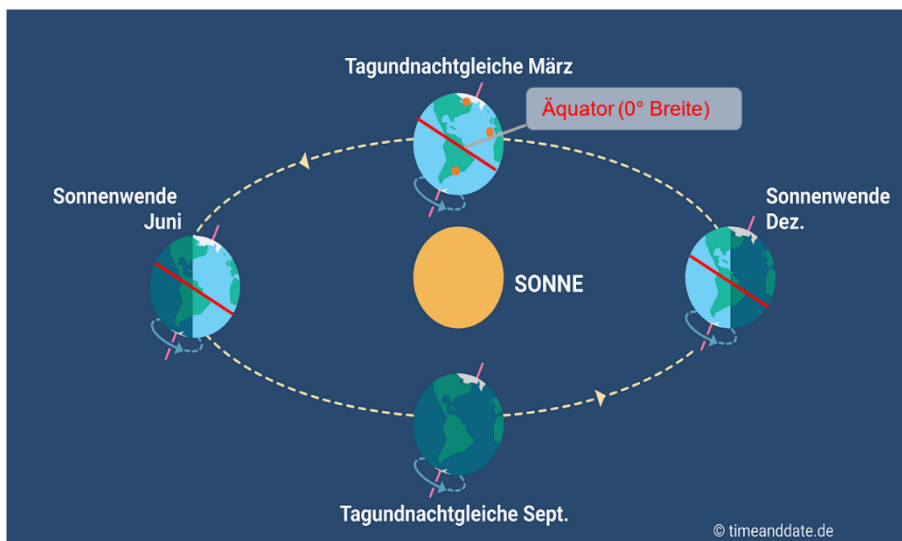 Tagundnachtgleiche März
Äquator (0° Breite)
Sonnenwende
Juni
Sonnenwende
Dez.
SONNE
Tagundnachtgleiche Sept.
© timeanddate.de